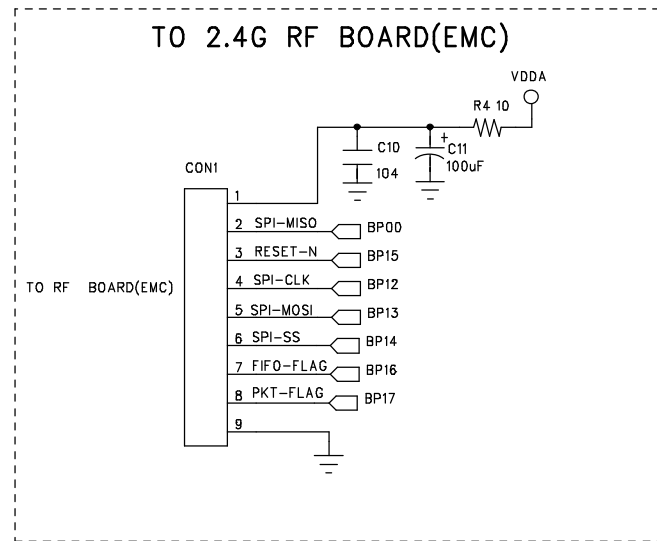 TO 2.4G RF BOARD(EMC)
VDDA
R4 10
+
C10
C11
104
100uF
CON1
1
2 SPI-MISO BP00
3 RESET-N BP15
4 SPI-CLK BP12
TO RF BOARD(EMC)
5 SPI-MOSI BP13
6 SPI-SS BP14
7 FIFO-FLAG BP16
8 PKT-FLAG BP17
9